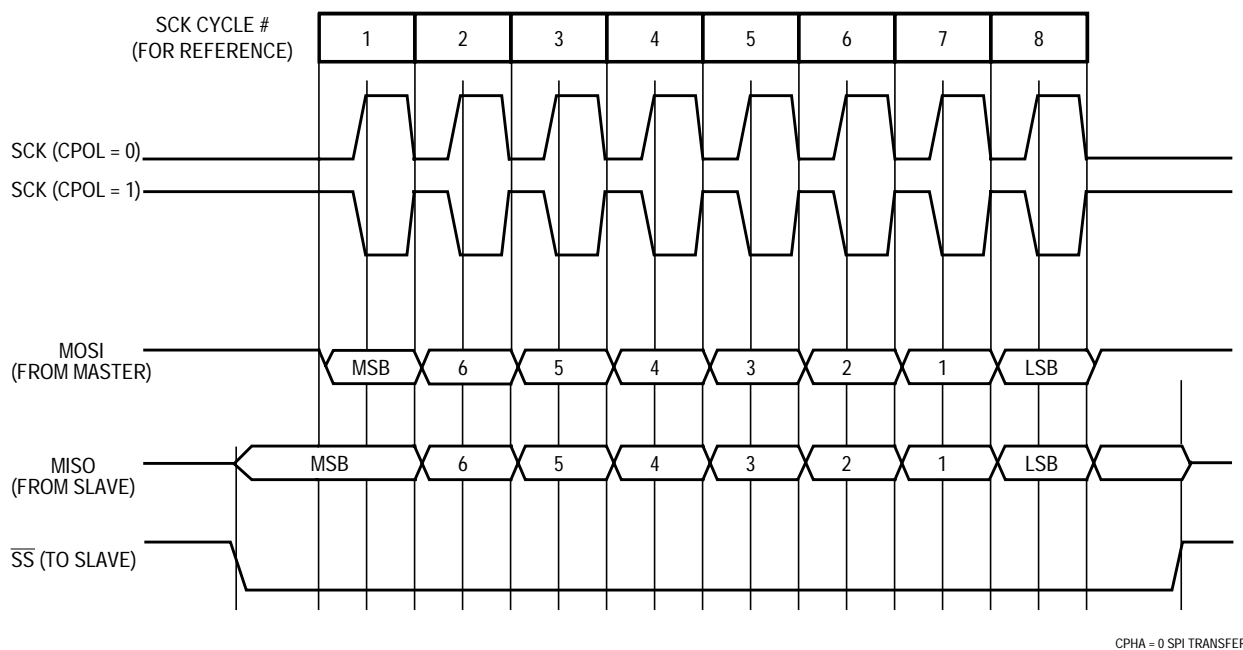 SCK CYCLE #
(FOR REFERENCE)
1 2 3 4 5 6 7 8
SCK (CPOL = 0)
SCK (CPOL = 1)
MOSI
(FROM MASTER)
MSB 6 5 4 3 2 1 LSB
MISO
(FROM SLAVE)
MSB 6 5 4 3 2 1 LSB
SS (TO SLAVE)
CPHA = 0 SPI TRANSFER